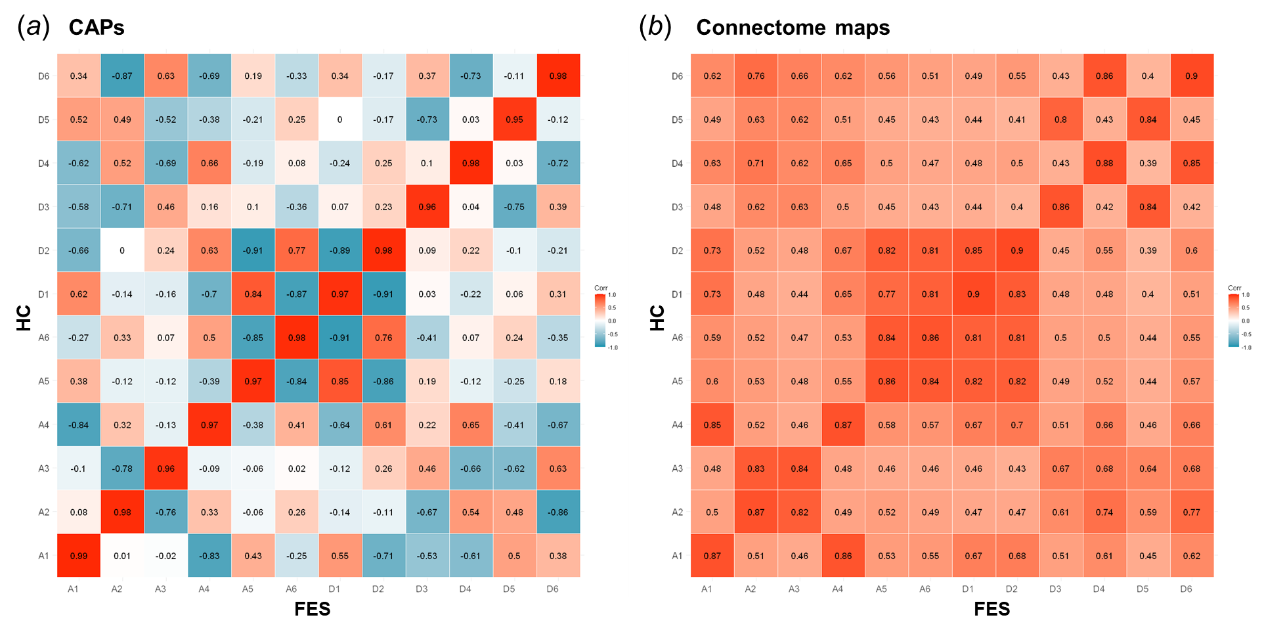 (a) CAPs
D6 0.34 -0.87 0.63 -0.69 0.19 -0.33 0.34 -0.17 0.37 -0.73 -0.11 0.98
D5 0.52 0.49 -0.52 -0.38 -0.21 0.25 0 -0.17 -0.73 0.03 0.95 -0.12
D4 -0.62 0.52 -0.69 0.66 -0.19 0.08 -0.24 0.25 0.1 0.98 0.03 -0.72
D3 -0.58 -0.71 0.46 0.16 0.1 -0.36 0.07 0.23 0.96 0.04 -0.75 0.39
D2 -0.66 0 0.24 0.63 -0.91 0.77 -0.89 0.98 0.09 0.22 -0.1 -0.21
D1 0.62 -0.14 -0.16 -0.7 0.84 -0.87 0.97 -0.91 0.03 -0.22 0.06 0.31
A6 -0.27 0.33 0.07 0.5 -0.85 0.98 -0.91 0.76 -0.41 0.07 0.24 -0.35
A5 0.38 -0.12 -0.12 -0.39 0.97 -0.84 0.85 -0.86 0.19 -0.12 -0.25 0.18
A4 -0.84 0.32 -0.13 0.97 -0.38 0.41 -0.64 0.61 0.22 0.65 -0.41 -0.67
A3 -0.1 -0.78 0.96 -0.09 -0.06 0.02 -0.12 0.26 0.46 -0.66 -0.62 0.63
A2 0.08 0.98 -0.76 0.33 -0.06 0.26 -0.14 -0.11 -0.67 0.54 0.48 -0.86
A1 0.99 0.01 -0.02 -0.83 0.43 -0.25 0.55 -0.71 -0.53 -0.61 0.5 0.38
A1 A2 A3 A4 A5 A6 D1 D2 D3 D4 D5 D6
HC
FES
Corr
1.0
0.5
0.0
-0.5
-1.0
(b) Connectome maps
D6 0.62 0.76 0.66 0.62 0.56 0.51 0.49 0.55 0.43 0.86 0.4 0.9
D5 0.49 0.63 0.62 0.51 0.45 0.43 0.44 0.41 0.8 0.43 0.84 0.45
D4 0.63 0.71 0.62 0.65 0.5 0.47 0.48 0.5 0.43 0.88 0.39 0.85
D3 0.48 0.62 0.63 0.5 0.45 0.43 0.44 0.4 0.86 0.42 0.84 0.42
D2 0.73 0.52 0.48 0.67 0.82 0.81 0.85 0.9 0.45 0.55 0.39 0.6
D1 0.73 0.48 0.44 0.65 0.77 0.81 0.9 0.83 0.48 0.48 0.4 0.51
A6 0.59 0.52 0.47 0.53 0.84 0.86 0.81 0.81 0.5 0.5 0.44 0.55
A5 0.6 0.53 0.48 0.55 0.86 0.84 0.82 0.82 0.49 0.52 0.44 0.57
A4 0.85 0.52 0.46 0.87 0.58 0.57 0.67 0.7 0.51 0.66 0.46 0.66
A3 0.48 0.83 0.84 0.48 0.46 0.46 0.46 0.43 0.67 0.68 0.64 0.68
A2 0.5 0.87 0.82 0.49 0.52 0.49 0.47 0.47 0.61 0.74 0.59 0.77
A1 0.87 0.51 0.46 0.86 0.53 0.55 0.67 0.68 0.51 0.61 0.45 0.62
A1 A2 A3 A4 A5 A6 D1 D2 D3 D4 D5 D6
HC
FES
Corr
1.0
0.5
0.0
-0.5
-1.0